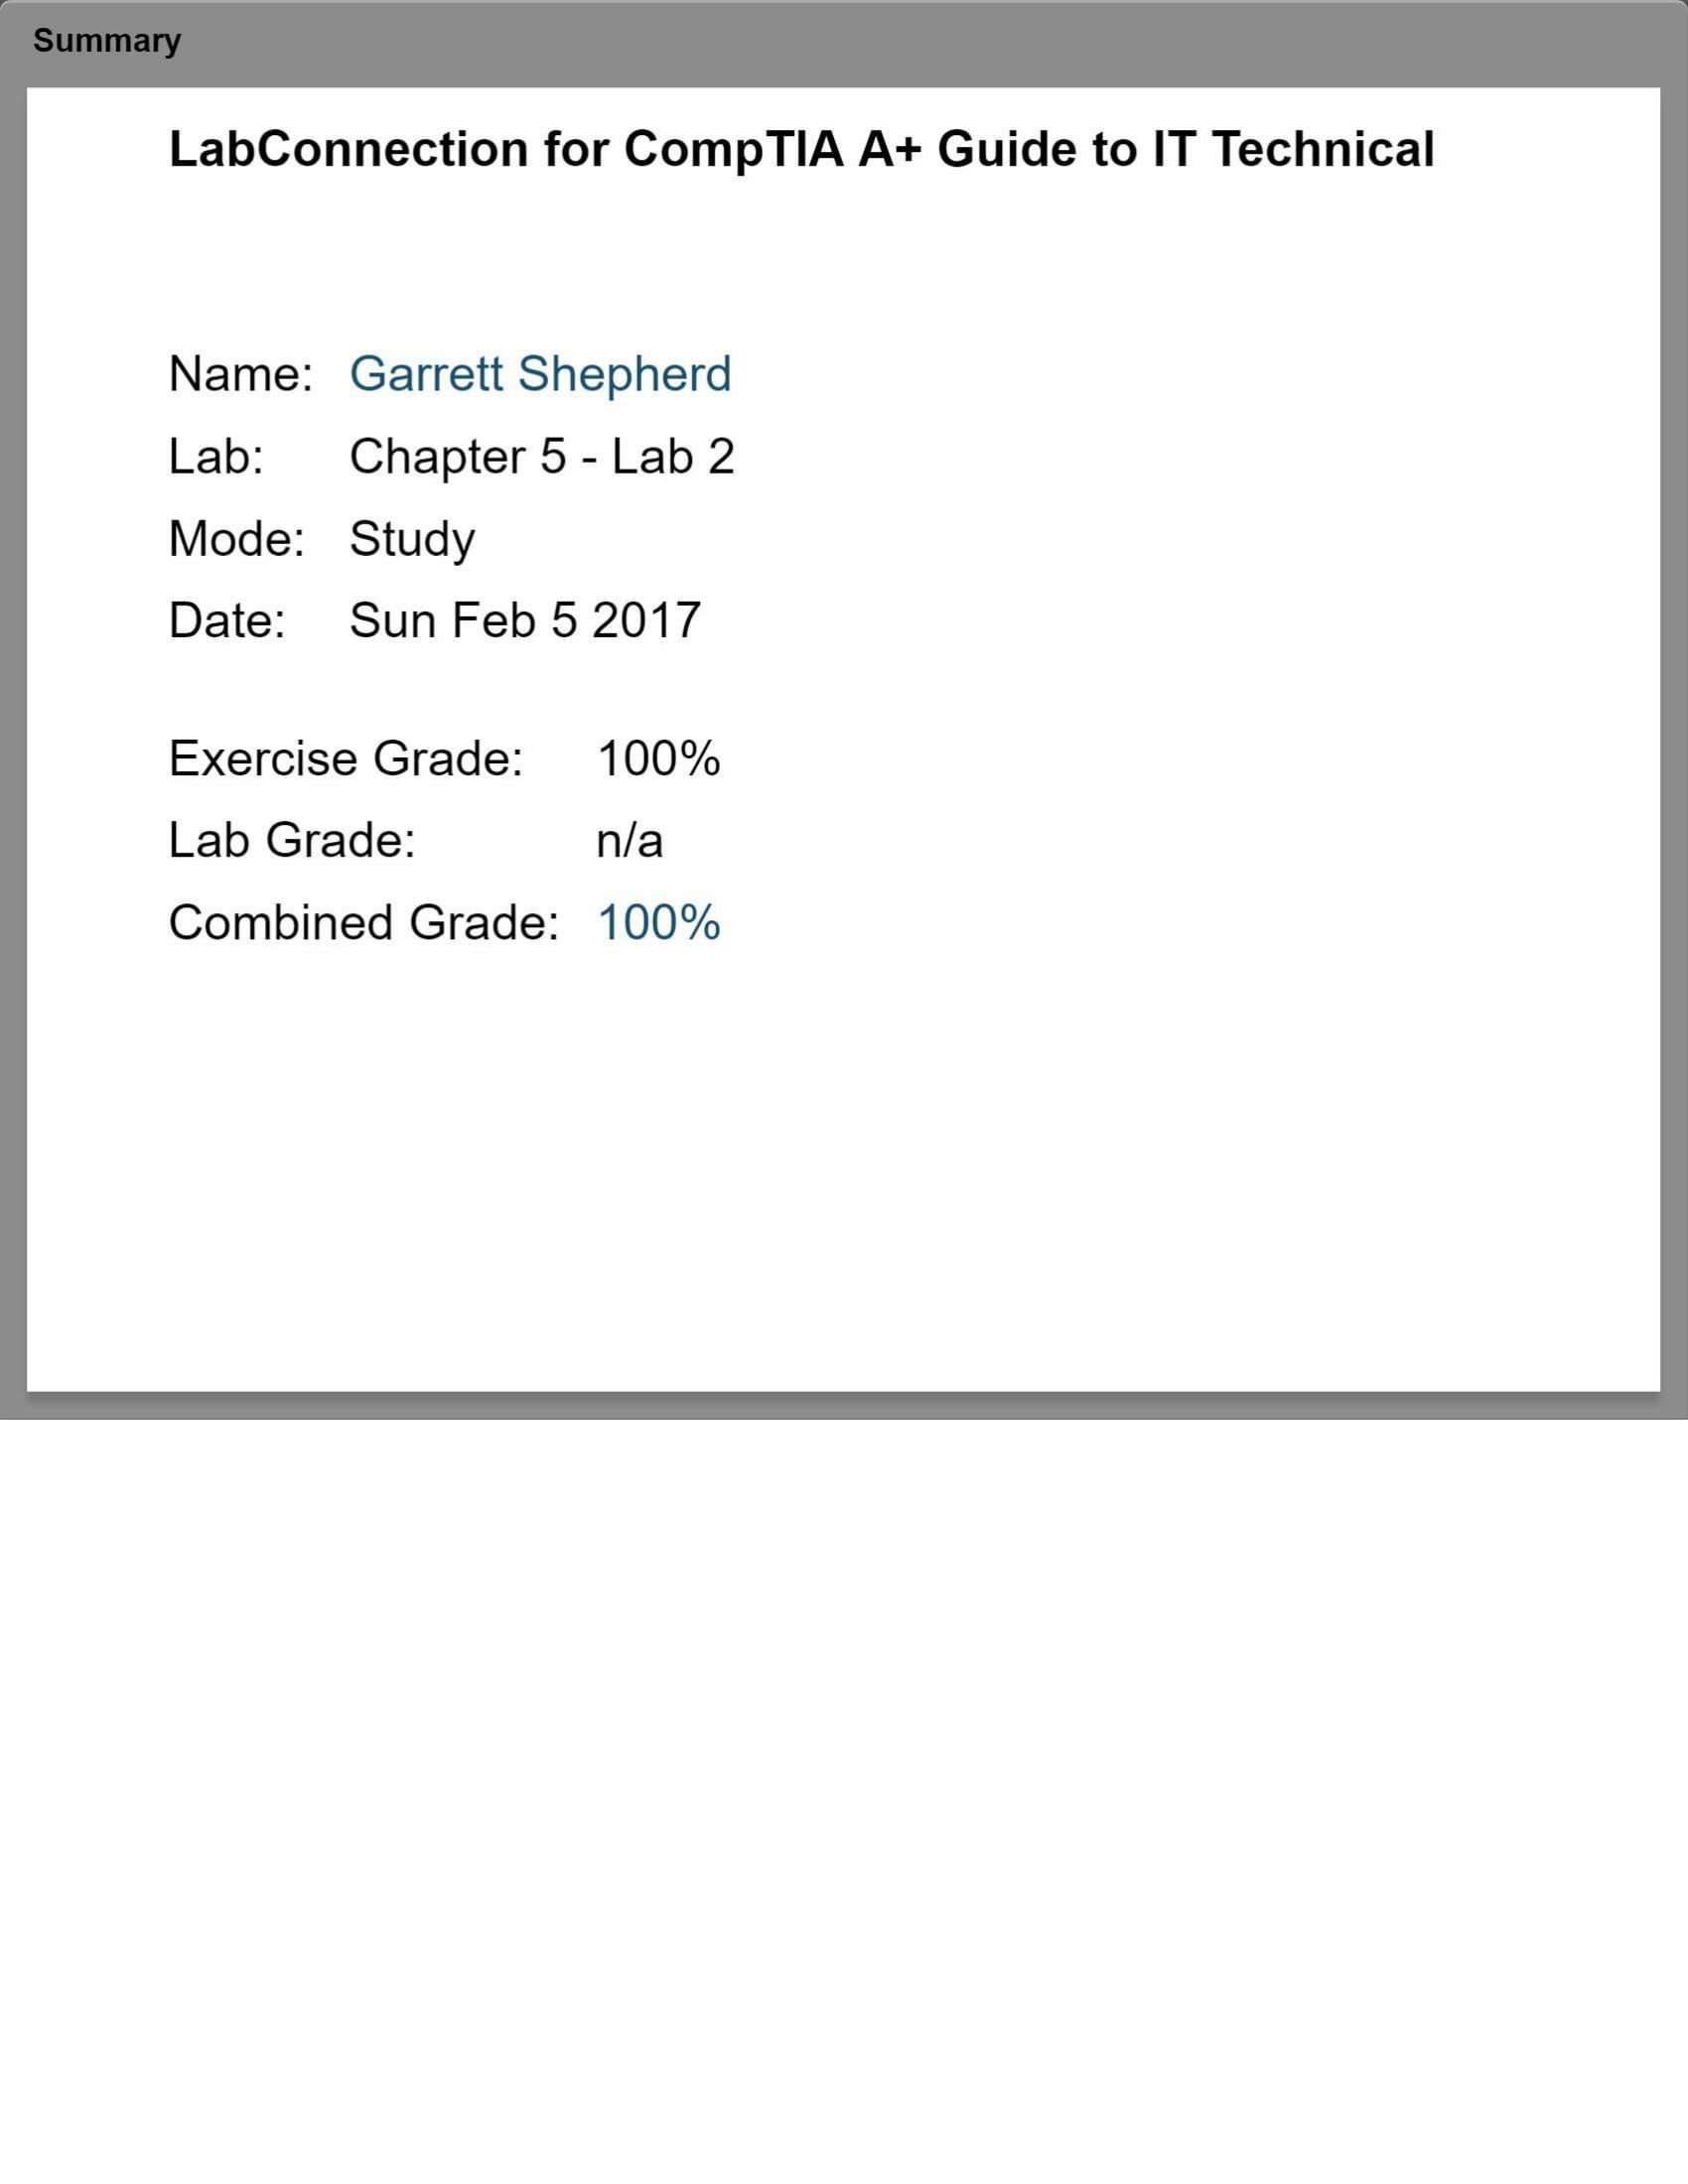 Summary
LabConnection for CompTIA A+ Guide to IT Technical
Name: Garrett Shepherd
Lab: Chapter 5 - Lab 2
Mode: Study
Date: Sun Feb 5 2017
Exercise Grade: 100%
Lab Grade: n/a
Combined Grade: 100%